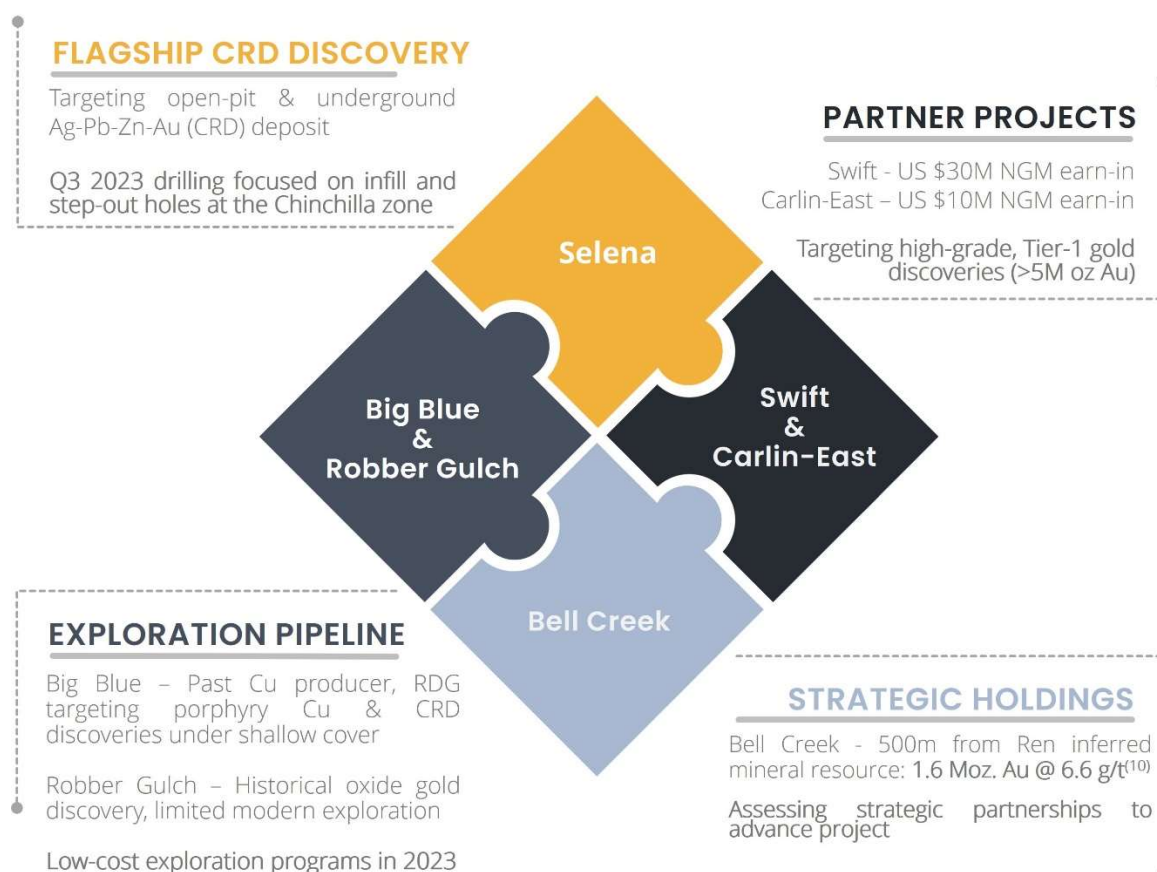 FLAGSHIP CRD DISCOVERY
Targeting open-pit & underground
Ag-Pb-Zn-Au (CRD) deposit
Q3 2023 drilling focused on infill and
step-out holes at the Chinchilla zone
PARTNER PROJECTS
Swift - US $30M NGM earn-in
Carlin-East – US $10M NGM earn-in
Targeting high-grade, Tier-1 gold
discoveries (>5M oz Au)
Selena
Big Blue
&
Robber Gulch
Swift
&
Carlin-East
Bell Creek
EXPLORATION PIPELINE
Big Blue – Past Cu producer, RDG
targeting porphyry Cu & CRD
discoveries under shallow cover
Robber Gulch – Historical oxide gold
discovery, limited modern exploration
Low-cost exploration programs in 2023
STRATEGIC HOLDINGS
Bell Creek - 500m from Ren inferred
mineral resource: 1.6 Moz. Au @ 6.6 g/t(10)
Assessing strategic partnerships to
advance project